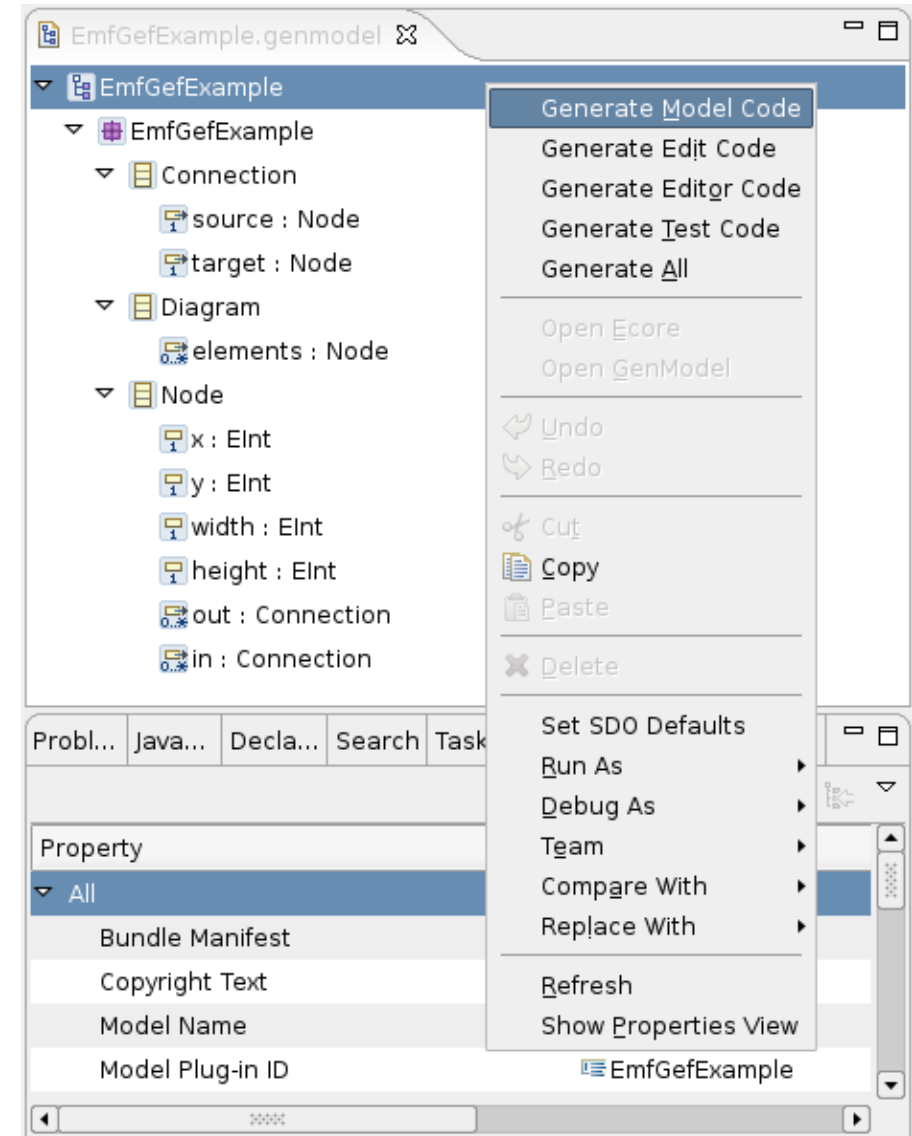 EmfGefExample.genmodel
EmfGefExample
EmfGefExample
Connection
source : Node
target : Node
Diagram
elements : Node
Node
x : EInt
y : EInt
width : EInt
height : EInt
out : Connection
in : Connection
Generate Model Code
Generate Edit Code
Generate Editor Code
Generate Test Code
Generate All
Open Ecore
Open GenModel
Undo
Redo
Cut
Copy
Paste
Delete
Set SDO Defaults
Run As
Debug As
Team
Compare With
Replace With
Refresh
Show Properties View
Probl... Java... Decla... Search Task
Property
All
Bundle Manifest
Copyright Text
Model Name
Model Plug-in ID EmfGefExample